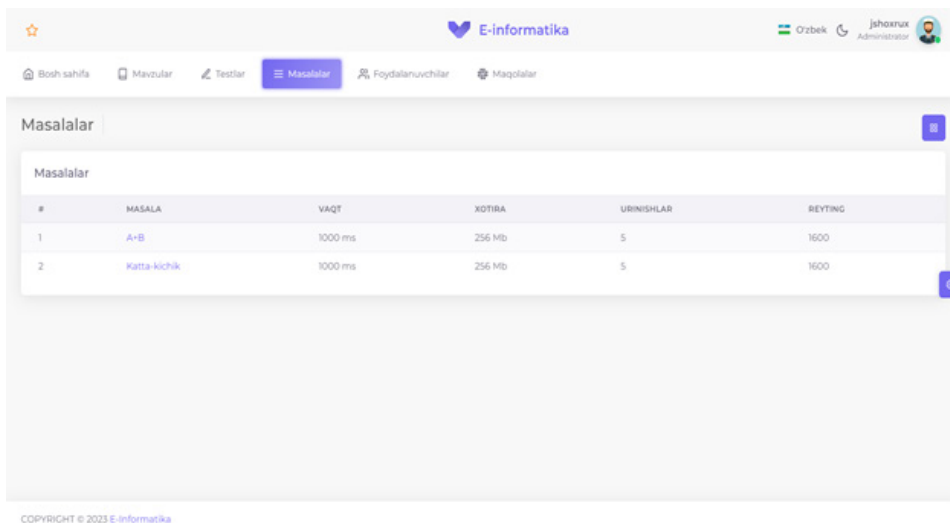 E-informatika
O'zbek
jshoxrux
Administrator
Bosh sahifa Mavzular Testlar Masalalar Foydalanuvchilar Maqolalar
Masalalar
Masalalar
# MASALA VAQT XOTIRA URINISHLAR REYTING
1 A+B 1000 ms 256 Mb 5 1600
2 Katta-kichik 1000 ms 256 Mb 5 1600
COPYRIGHT © 2023 E-Informatika